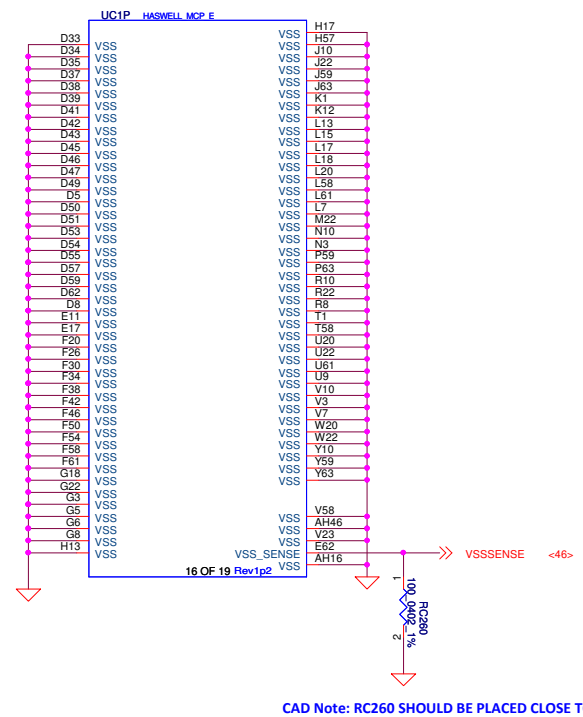 UC1P HASWELL_MCP_E
VSS H17
D33 VSS VSS H57
D34 VSS VSS J10
D35 VSS VSS J22
D37 VSS VSS J59
D38 VSS VSS J63
D39 VSS VSS K1
D41 VSS VSS K12
D42 VSS VSS L13
D43 VSS VSS L15
D45 VSS VSS L17
D46 VSS VSS L18
D47 VSS VSS L20
D49 VSS VSS L58
D5 VSS VSS L61
D50 VSS VSS L7
D51 VSS VSS M22
D53 VSS VSS N10
D54 VSS VSS N3
D55 VSS VSS P59
D57 VSS VSS P63
D59 VSS VSS R10
D62 VSS VSS R22
D8 VSS VSS R8
E11 VSS VSS T1
E17 VSS VSS T58
F20 VSS VSS U20
F26 VSS VSS U22
F30 VSS VSS U61
F34 VSS VSS U9
F38 VSS VSS V10
F42 VSS VSS V3
F46 VSS VSS V7
F50 VSS VSS W20
F54 VSS VSS W22
F58 VSS VSS Y10
F61 VSS VSS Y59
G18 VSS VSS Y63
G22 VSS
G3 VSS
G5 VSS VSS V58
G6 VSS VSS AH46
G8 VSS VSS V23
H13 VSS VSS_SENSE E62 VSSSENSE <46>
VSS AH16
16 OF 19 Rev1p2
1
RC260
100_0402_1%
2
CAD Note: RC260 SHOULD BE PLACED CLOSE T